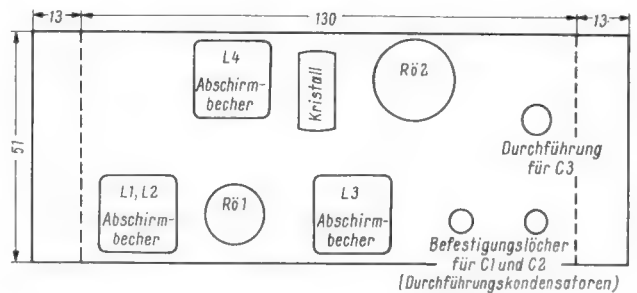 13
130
13
51
L4
Abschirm-
becher
Kristall
Rö2
Durchführung
für C3
L1, L2
Abschirm-
becher
Rö1
L3
Abschirm-
becher
Befestigungslöcher
für C1 und C2
(Durchführungskondensatoren)